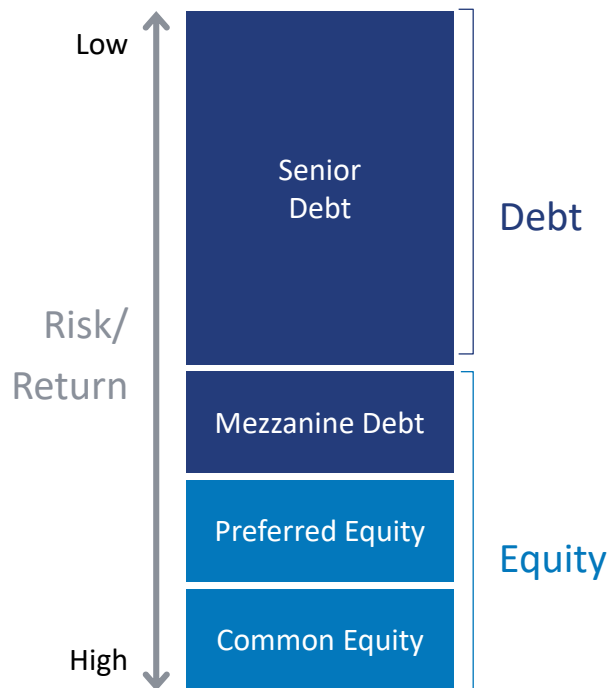 Low
Senior
Debt
Debt
Risk/
Return
Mezzanine Debt
Preferred Equity
Equity
Common Equity
High